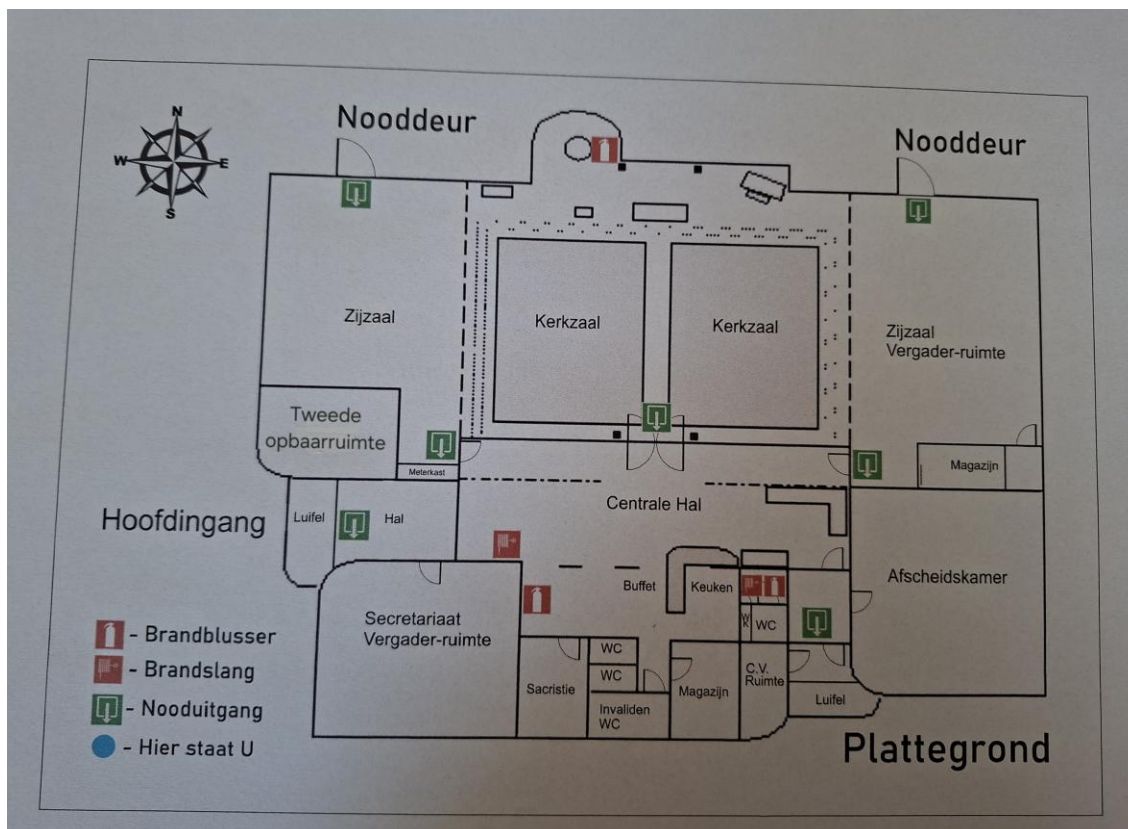 N
W
E
S
Nooddeur
Nooddeur
Zijzaal
Kerkzaal
Kerkzaal
Zijzaal
Vergader-ruimte
Tweede
opbaarruimte
Meterkast
Magazijn
Hoofdingang
Luifel
Hal
Centrale Hal
Buffet
Keuken
Afscheidskamer
Secretariaat
Vergader-ruimte
WK
WC
WC
WC
Sacristie
Invaliden
WC
Magazijn
C.V.
Ruimte
Luifel
- Brandblusser
- Brandslang
- Nooduitgang
- Hier staat U
Plattegrond